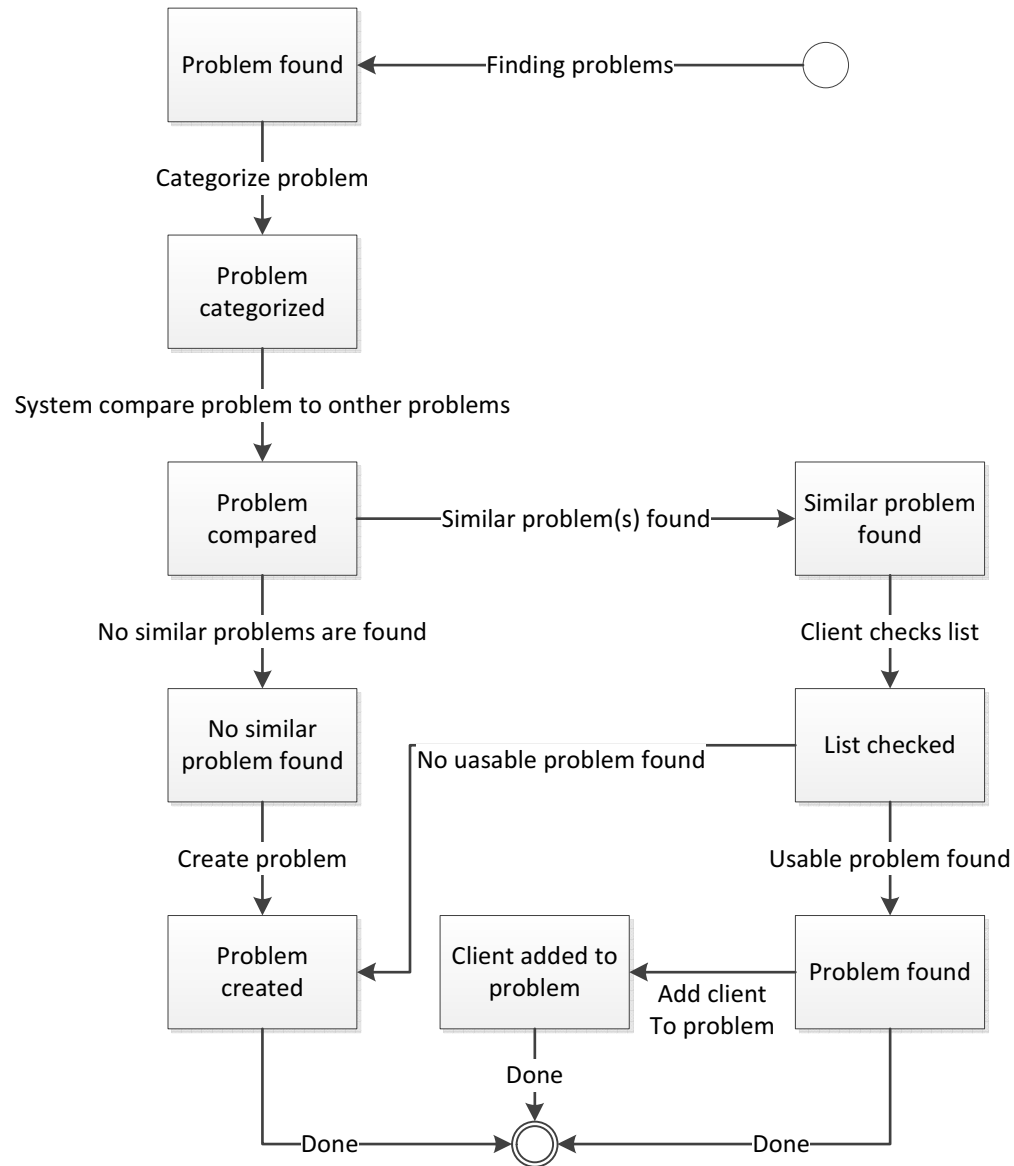 Problem found
Finding problems
Categorize problem
Problem
categorized
System compare problem to onther problems
Problem
compared
Similar problem(s) found
Similar problem
found
No similar problems are found
Client checks list
No similar
problem found
No uasable problem found
List checked
Create problem
Usable problem found
Problem
created
Client added to
problem
Add client
To problem
Problem found
Done
Done
Done